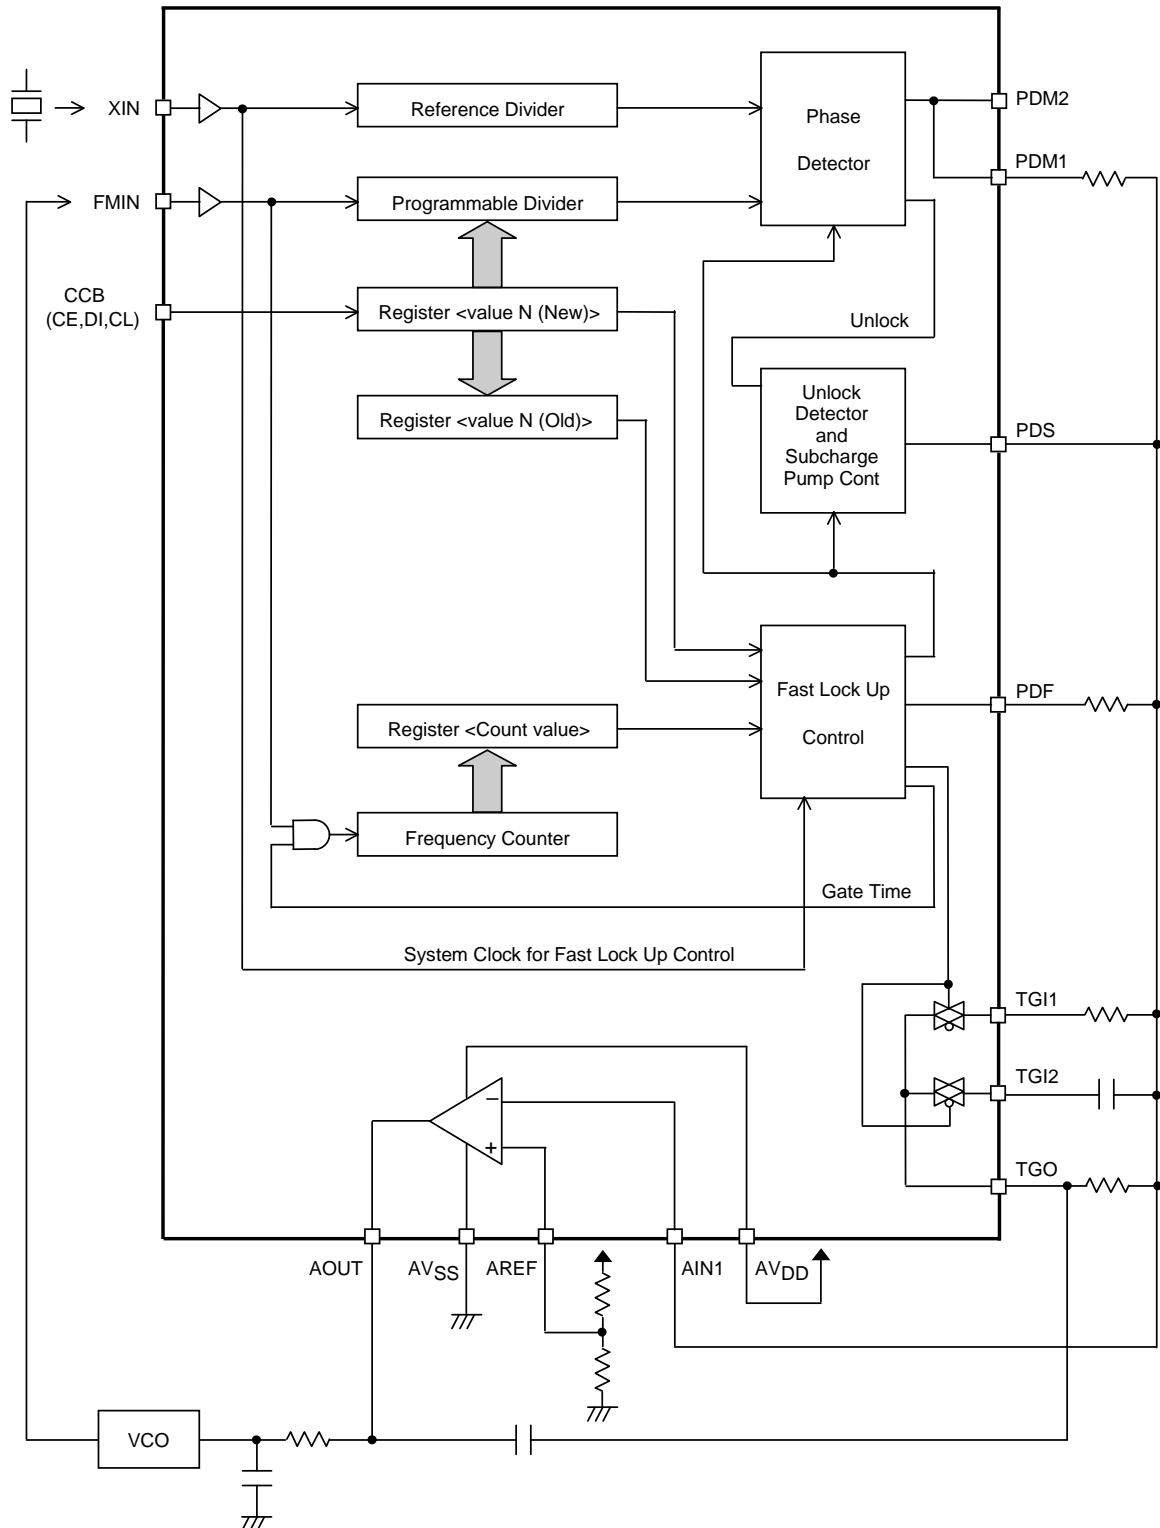 XIN
Reference Divider
Phase
Detector
PDM2
PDM1
FMIN
Programmable Divider
CCB
(CE,DI,CL)
Register <value N (New)>
Unlock
Register <value N (Old)>
Unlock
Detector
and
Subcharge
Pump Cont
PDS
Fast Lock Up
Control
PDF
Register <Count value>
Frequency Counter
Gate Time
System Clock for Fast Lock Up Control
TGI1
TGI2
TGO
−
+
AOUT
AVSS
AREF
AIN1
AVDD
VCO